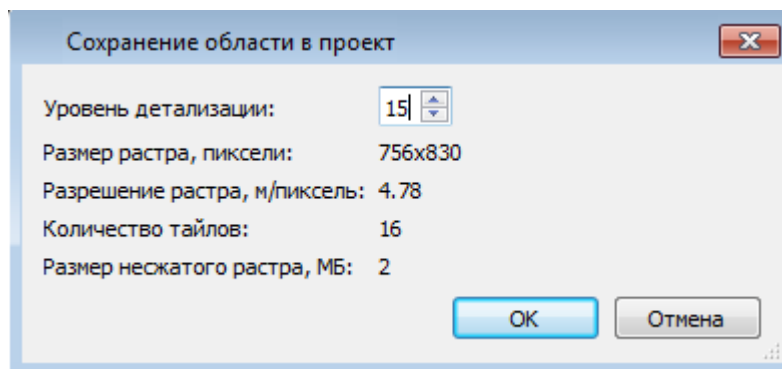 Сохранение области в проект
Уровень детализации: 15
Размер растра, пиксели: 756x830
Разрешение растра, м/пиксель: 4.78
Количество тайлов: 16
Размер несжатого растра, МБ: 2
ОК Отмена